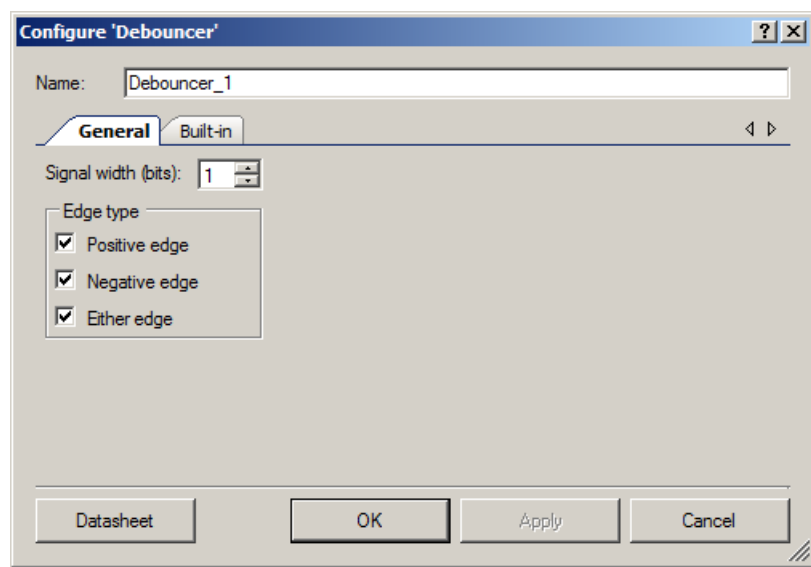 Configure 'Debouncer'
?
Name: Debouncer_1
General Built-in
Signal width (bits): 1
Edge type
Positive edge
Negative edge
Either edge
Datasheet OK Apply Cancel